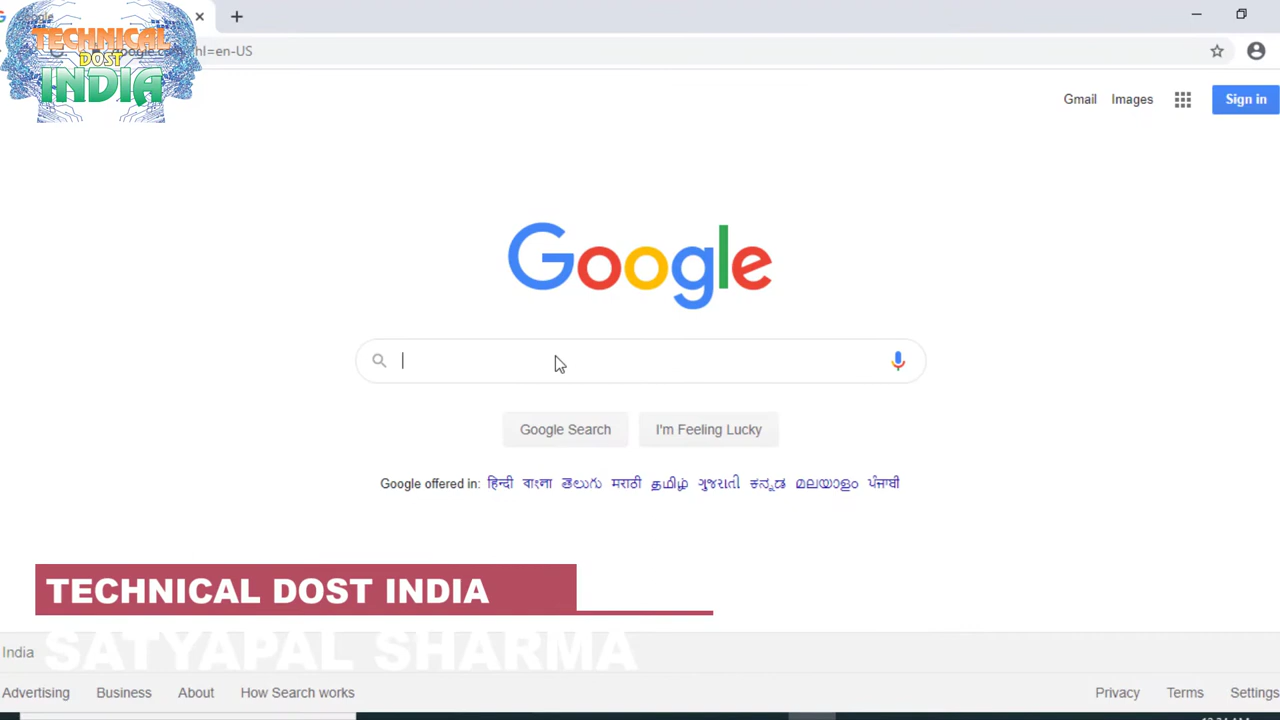 TECHNICAL
DOST
INDIA
hl=en-US
Gmail Images Sign in
Google
Google Search I'm Feeling Lucky
Google offered in: हिन्दी বাংলা తెలుగు मराठी தமிழ் ગુજરાતી ಕನ್ನಡ മലയാളം ਪੰਜਾਬੀ
TECHNICAL DOST INDIA
SATYAPAL SHARMA
India
Advertising Business About How Search works Privacy Terms Settings